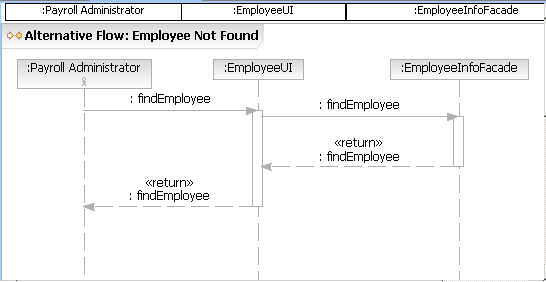 :Payroll Administrator :EmployeeUI :EmployeeInfoFacade
Alternative Flow: Employee Not Found
:Payroll Administrator :EmployeeUI :EmployeeInfoFacade
: findEmployee
: findEmployee
«return»
: findEmployee
«return»
: findEmployee